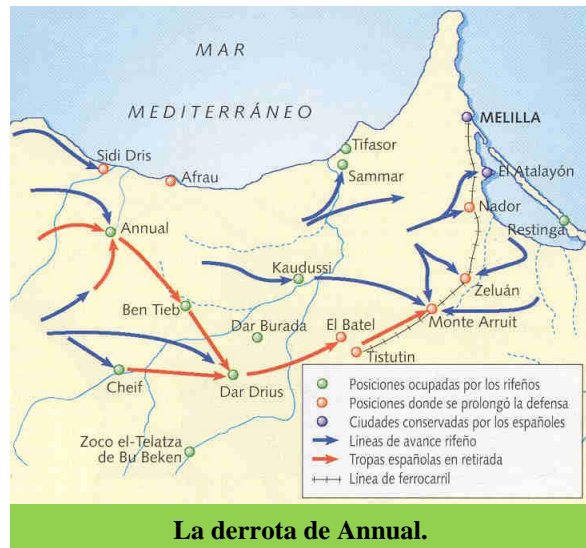 MAR
MEDITERRÁNEO
MELILLA
Tifasor
Sidi Dris
Afrau
Sammar
El Atalayón
Nador
Annual
Restinga
Kaudussi
Zeluán
Ben Tieb
Dar Burada
El Batel
Monte Arruit
Tistutin
Cheif
Dar Drius
Zoco el-Telatza
de Bu Beken
Posiciones ocupadas por los rifeños
Posiciones donde se prolongó la defensa
Ciudades conservadas por los españoles
Líneas de avance rifeño
Tropas españolas en retirada
Línea de ferrocarril
La derrota de Annual.